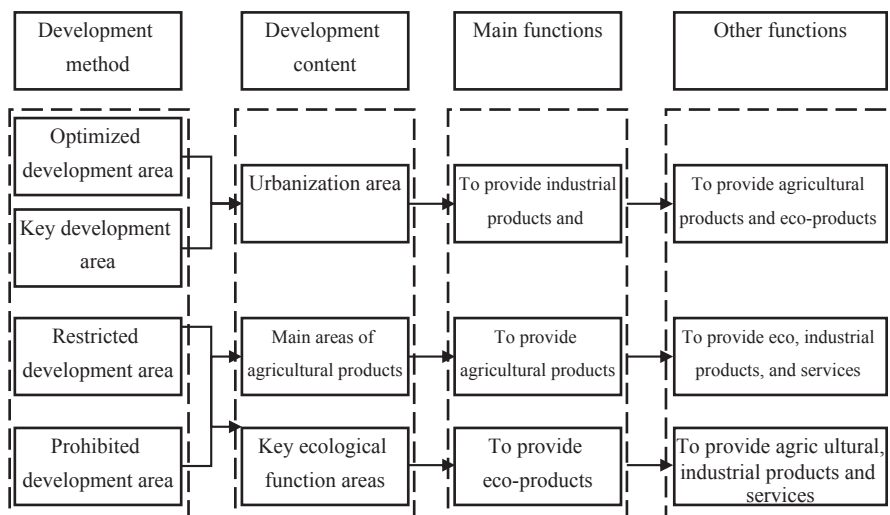 Development
method
Development
content
Main functions
Other functions
Optimized
development area
Key development
area
Urbanization area
To provide industrial
products and
To provide agricultural
products and eco-products
Restricted
development area
Main areas of
agricultural products
To provide
agricultural products
To provide eco, industrial
products, and services
Prohibited
development area
Key ecological
function areas
To provide
eco-products
To provide agric ultural,
industrial products and
services